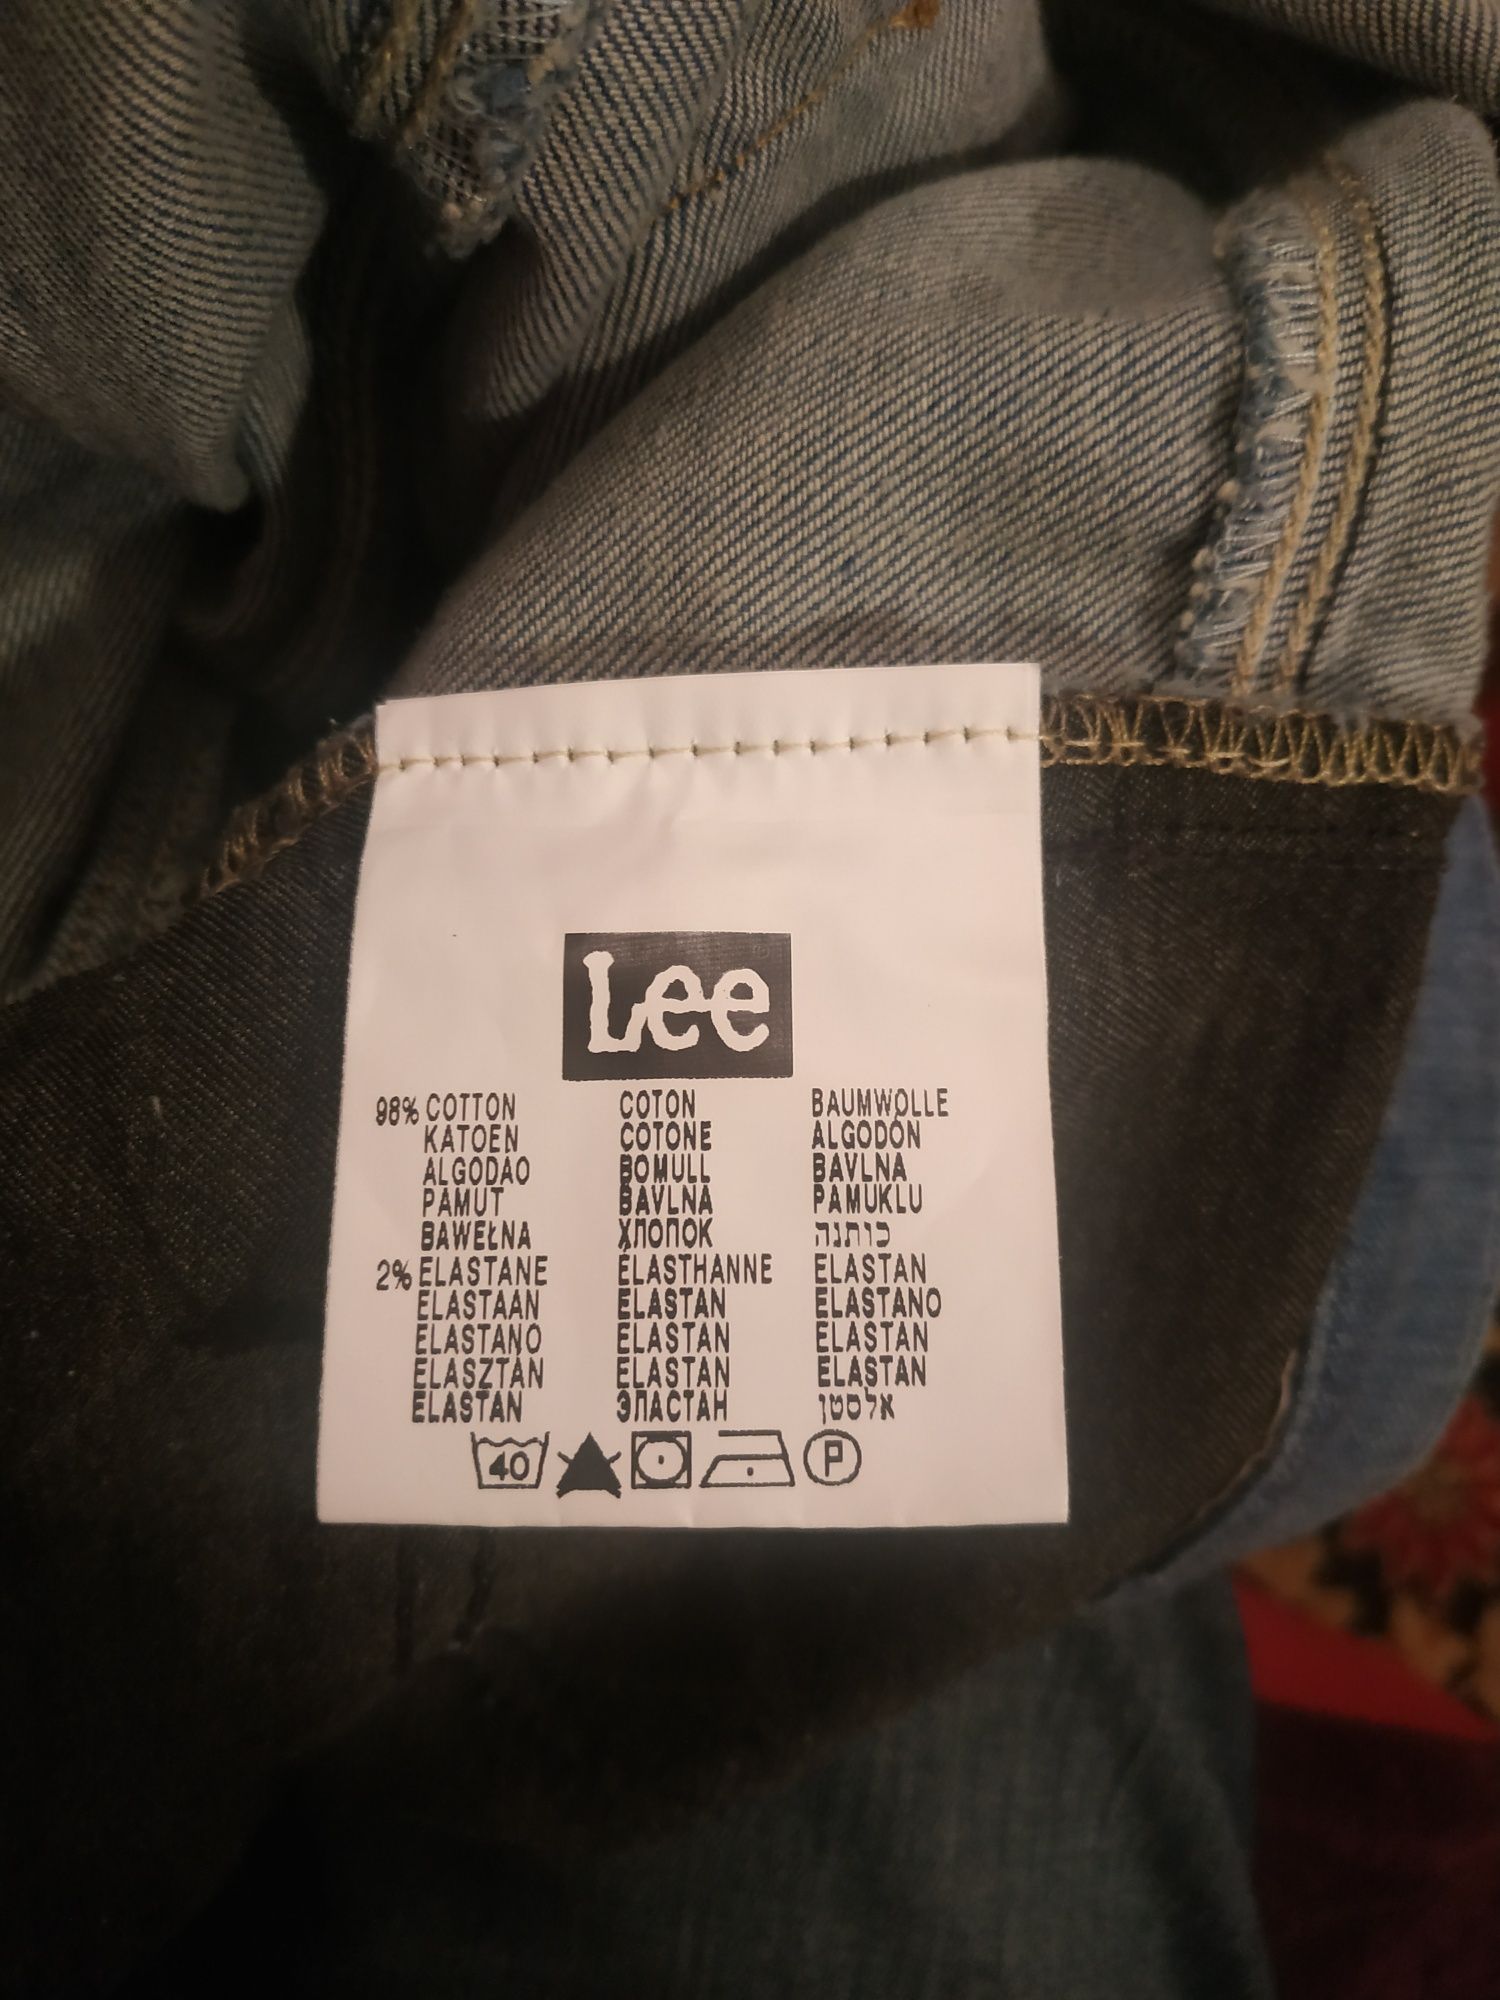 Lee
98% COTTON COTON BAUMWOLLE
KATOEN COTONE ALGODÓN
ALGODAO BOMULL BAVLNA
PAMUT BAVLNA PAMUKLU
BAWEŁNA ХЛОПОК כותנה
2% ELASTANE ÉLASTHANNE ELASTAN
ELASTAAN ELASTAN ELASTANO
ELASTANO ELASTAN ELASTAN
ELASZTÁN ELASTAN ELASTAN
ELASTAN ЭЛАСТАН אלסטן
40 P